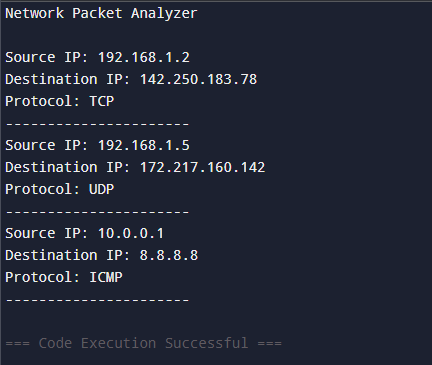 Network Packet Analyzer
Source IP: 192.168.1.2
Destination IP: 142.250.183.78
Protocol: TCP
----------------------
Source IP: 192.168.1.5
Destination IP: 172.217.160.142
Protocol: UDP
----------------------
Source IP: 10.0.0.1
Destination IP: 8.8.8.8
Protocol: ICMP
----------------------
=== Code Execution Successful ===